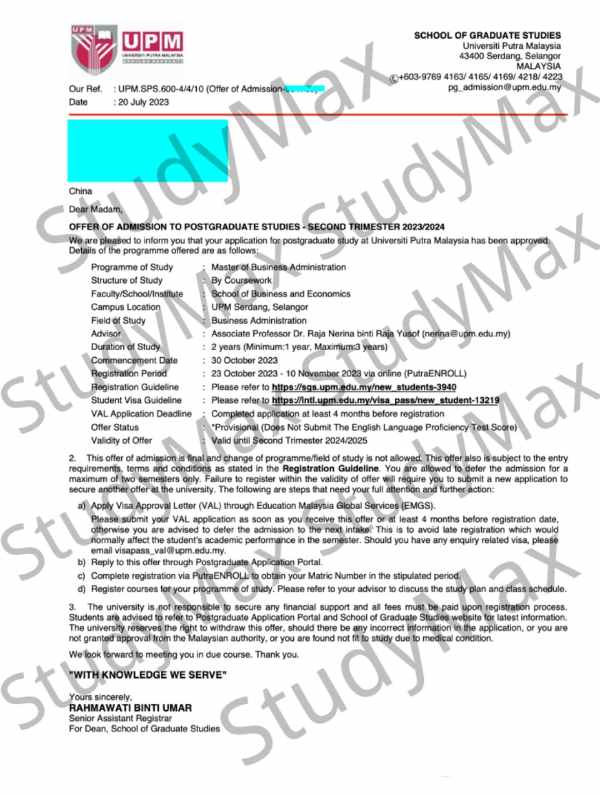 UPM
UPM
UNIVERSITI PUTRA MALAYSIA
SCHOOL OF GRADUATE STUDIES
Universiti Putra Malaysia
43400 Serdang, Selangor
MALAYSIA
+603-9769 4163/ 4165/ 4169/ 4218/ 4223
pg_admission@upm.edu.my
Our Ref. : UPM.SPS.600-4/4/10 (Offer of Admission-
Date : 20 July 2023
China
Dear Madam,
OFFER OF ADMISSION TO POSTGRADUATE STUDIES - SECOND TRIMESTER 2023/2024
We are pleased to inform you that your application for postgraduate study at Universiti Putra Malaysia has been approved.
Details of the programme offered are as follows:
Programme of Study : Master of Business Administration
Structure of Study : By Coursework
Faculty/School/Institute : School of Business and Economics
Campus Location : UPM Serdang, Selangor
Field of Study : Business Administration
Advisor : Associate Professor Dr. Raja Nerina binti Raja Yusof (nerina@upm.edu.my)
Duration of Study : 2 years (Minimum:1 year, Maximum:3 years)
Commencement Date : 30 October 2023
Registration Period : 23 October 2023 - 10 November 2023 via online (PutraENROLL)
Registration Guideline : Please refer to https://sgs.upm.edu.my/new_students-3940
Student Visa Guideline : Please refer to https://intl.upm.edu.my/visa_pass/new_student-13219
VAL Application Deadline : Completed application at least 4 months before registration
Offer Status : *Provisional (Does Not Submit The English Language Proficiency Test Score)
Validity of Offer : Valid until Second Trimester 2024/2025
2. This offer of admission is final and change of programme/field of study is not allowed. This offer also is subject to the entry
requirements, terms and conditions as stated in the Registration Guideline. You are allowed to defer the admission for a
maximum of two semesters only. Failure to register within the validity of offer will require you to submit a new application to
secure another offer at the university. The following are steps that need your full attention and further action:
a) Apply Visa Approval Letter (VAL) through Education Malaysia Global Services (EMGS).
Please submit your VAL application as soon as you receive this offer or at least 4 months before registration date,
otherwise you are advised to defer the admission to the next intake. This is to avoid late registration which would
normally affect the student's academic performance in the semester. Should you have any enquiry related visa, please
email visapass_val@upm.edu.my.
b) Reply to this offer through Postgraduate Application Portal.
c) Complete registration via PutraENROLL to obtain your Matric Number in the stipulated period.
d) Register courses for your programme of study. Please refer to your advisor to discuss the study plan and class schedule.
3. The university is not responsible to secure any financial support and all fees must be paid upon registration process.
Students are advised to refer to Postgraduate Application Portal and School of Graduate Studies website for latest information.
The university reserves the right to withdraw this offer, should there be any incorrect information in the application, or you are
not granted approval from the Malaysian authority, or you are found not fit to study due to medical condition.
We look forward to meeting you in due course. Thank you.
"WITH KNOWLEDGE WE SERVE"
Yours sincerely,
RAHMAWATI BINTI UMAR
Senior Assistant Registrar
For Dean, School of Graduate Studies
StudyMax
StudyMax
StudyMax
StudyMax
StudyMax
StudyMax